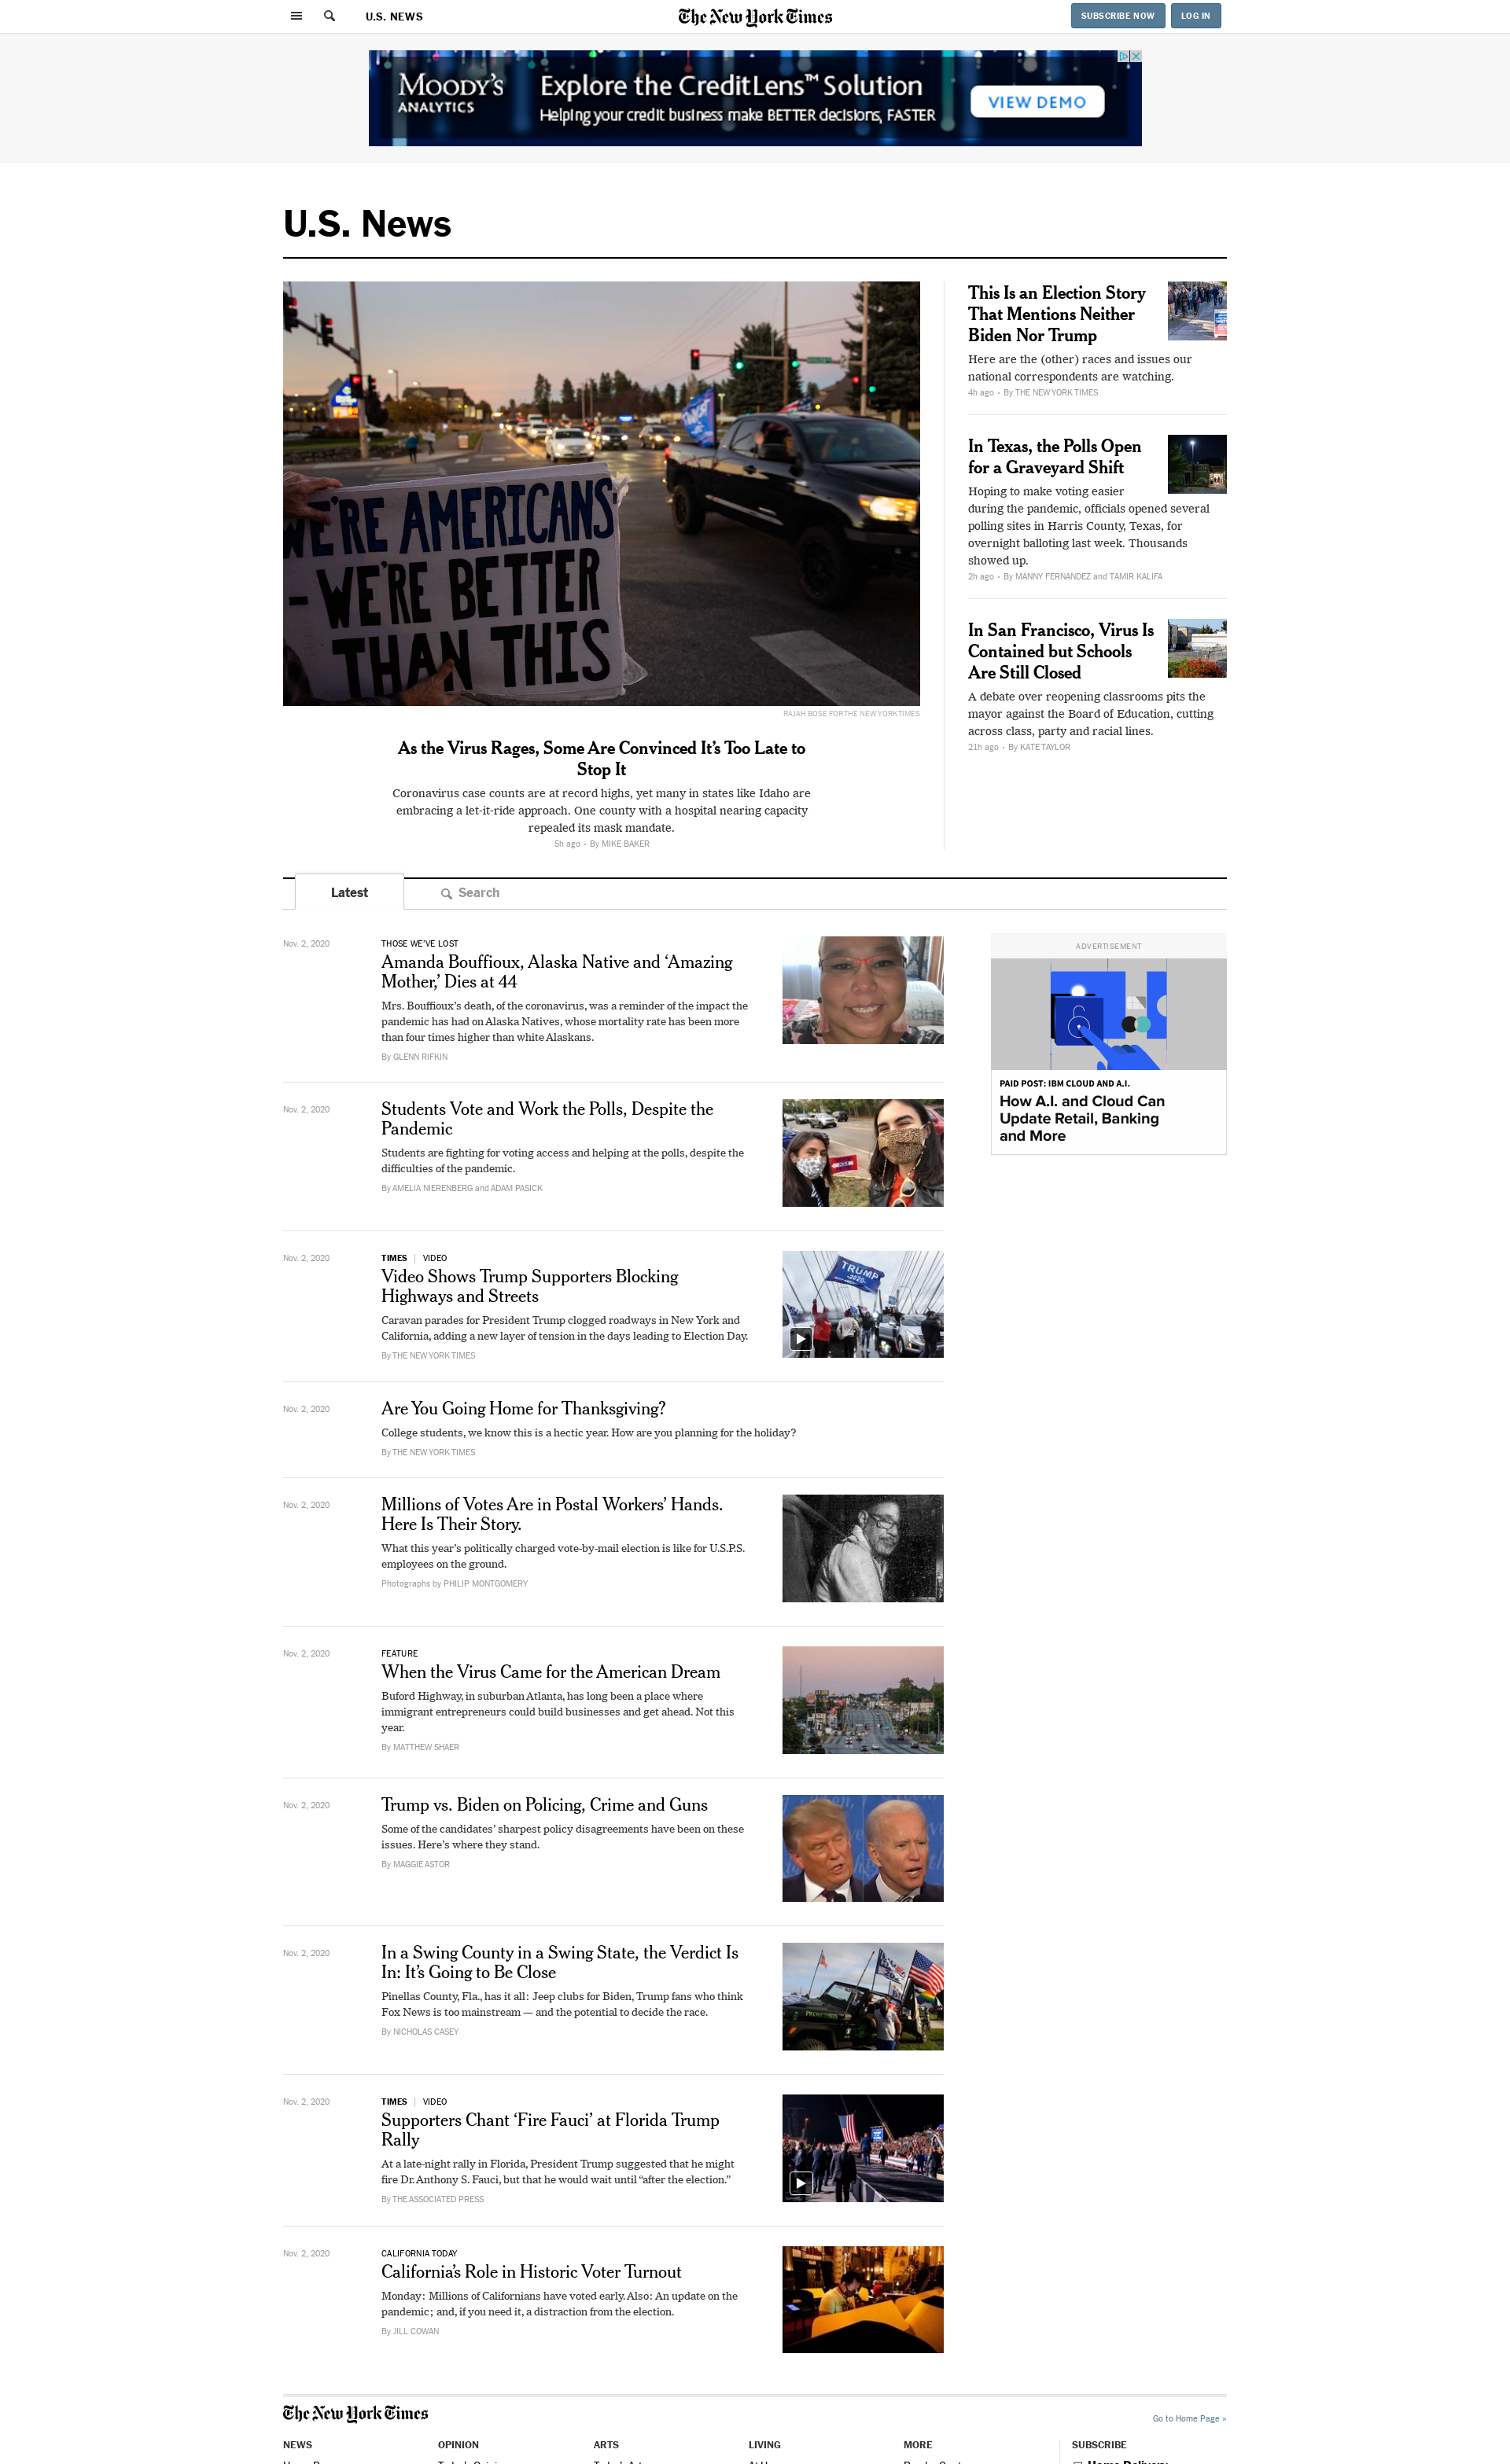 U.S. NEWS
The New York Times
SUBSCRIBE NOW
LOG IN
MOODY'S
ANALYTICS
Explore the CreditLens™ Solution
Helping your credit business make BETTER DECISIONS, FASTER
VIEW DEMO
U.S. News
WE'RE AMERICANS
-WE'RE BETTER
THAN THIS
RAJAH BOSE FOR THE NEW YORK TIMES
As the Virus Rages, Some Are Convinced It's Too Late to
Stop It
Coronavirus case counts are at record highs, yet many in states like Idaho are
embracing a let-it-ride approach. One county with a hospital nearing capacity
repealed its mask mandate.
5h ago • By MIKE BAKER
This Is an Election Story
That Mentions Neither
Biden Nor Trump
Here are the (other) races and issues our
national correspondents are watching.
4h ago • By THE NEW YORK TIMES
In Texas, the Polls Open
for a Graveyard Shift
Hoping to make voting easier
during the pandemic, officials opened several
polling sites in Harris County, Texas, for
overnight balloting last week. Thousands
showed up.
2h ago • By MANNY FERNANDEZ and TAMIR KALIFA
In San Francisco, Virus Is
Contained but Schools
Are Still Closed
A debate over reopening classrooms pits the
mayor against the Board of Education, cutting
across class, party and racial lines.
21h ago • By KATE TAYLOR
Latest
Search
Nov. 2, 2020
THOSE WE'VE LOST
Amanda Bouffioux, Alaska Native and ‘Amazing
Mother,’ Dies at 44
Mrs. Bouffioux's death, of the coronavirus, was a reminder of the impact the
pandemic has had on Alaska Natives, whose mortality rate has been more
than four times higher than white Alaskans.
By GLENN RIFKIN
ADVERTISEMENT
PAID POST: IBM CLOUD AND A.I.
How A.I. and Cloud Can
Update Retail, Banking
and More
Nov. 2, 2020
Students Vote and Work the Polls, Despite the
Pandemic
Students are fighting for voting access and helping at the polls, despite the
difficulties of the pandemic.
By AMELIA NIERENBERG and ADAM PASICK
Nov. 2, 2020
TIMES | VIDEO
Video Shows Trump Supporters Blocking
Highways and Streets
Caravan parades for President Trump clogged roadways in New York and
California, adding a new layer of tension in the days leading to Election Day.
By THE NEW YORK TIMES
TRUMP
2020
Nov. 2, 2020
Are You Going Home for Thanksgiving?
College students, we know this is a hectic year. How are you planning for the holiday?
By THE NEW YORK TIMES
Nov. 2, 2020
Millions of Votes Are in Postal Workers' Hands.
Here Is Their Story.
What this year's politically charged vote-by-mail election is like for U.S.P.S.
employees on the ground.
Photographs by PHILIP MONTGOMERY
Nov. 2, 2020
FEATURE
When the Virus Came for the American Dream
Buford Highway, in suburban Atlanta, has long been a place where
immigrant entrepreneurs could build businesses and get ahead. Not this
year.
By MATTHEW SHAER
Nov. 2, 2020
Trump vs. Biden on Policing, Crime and Guns
Some of the candidates' sharpest policy disagreements have been on these
issues. Here's where they stand.
By MAGGIE ASTOR
Nov. 2, 2020
In a Swing County in a Swing State, the Verdict Is
In: It's Going to Be Close
Pinellas County, Fla., has it all: Jeep clubs for Biden, Trump fans who think
Fox News is too mainstream — and the potential to decide the race.
By NICHOLAS CASEY
Nov. 2, 2020
TIMES | VIDEO
Supporters Chant ‘Fire Fauci’ at Florida Trump
Rally
At a late-night rally in Florida, President Trump suggested that he might
fire Dr. Anthony S. Fauci, but that he would wait until “after the election.”
By THE ASSOCIATED PRESS
Nov. 2, 2020
CALIFORNIA TODAY
California's Role in Historic Voter Turnout
Monday: Millions of Californians have voted early. Also: An update on the
pandemic; and, if you need it, a distraction from the election.
By JILL COWAN
The New York Times
Go to Home Page »
NEWS
OPINION
ARTS
LIVING
MORE
SUBSCRIBE